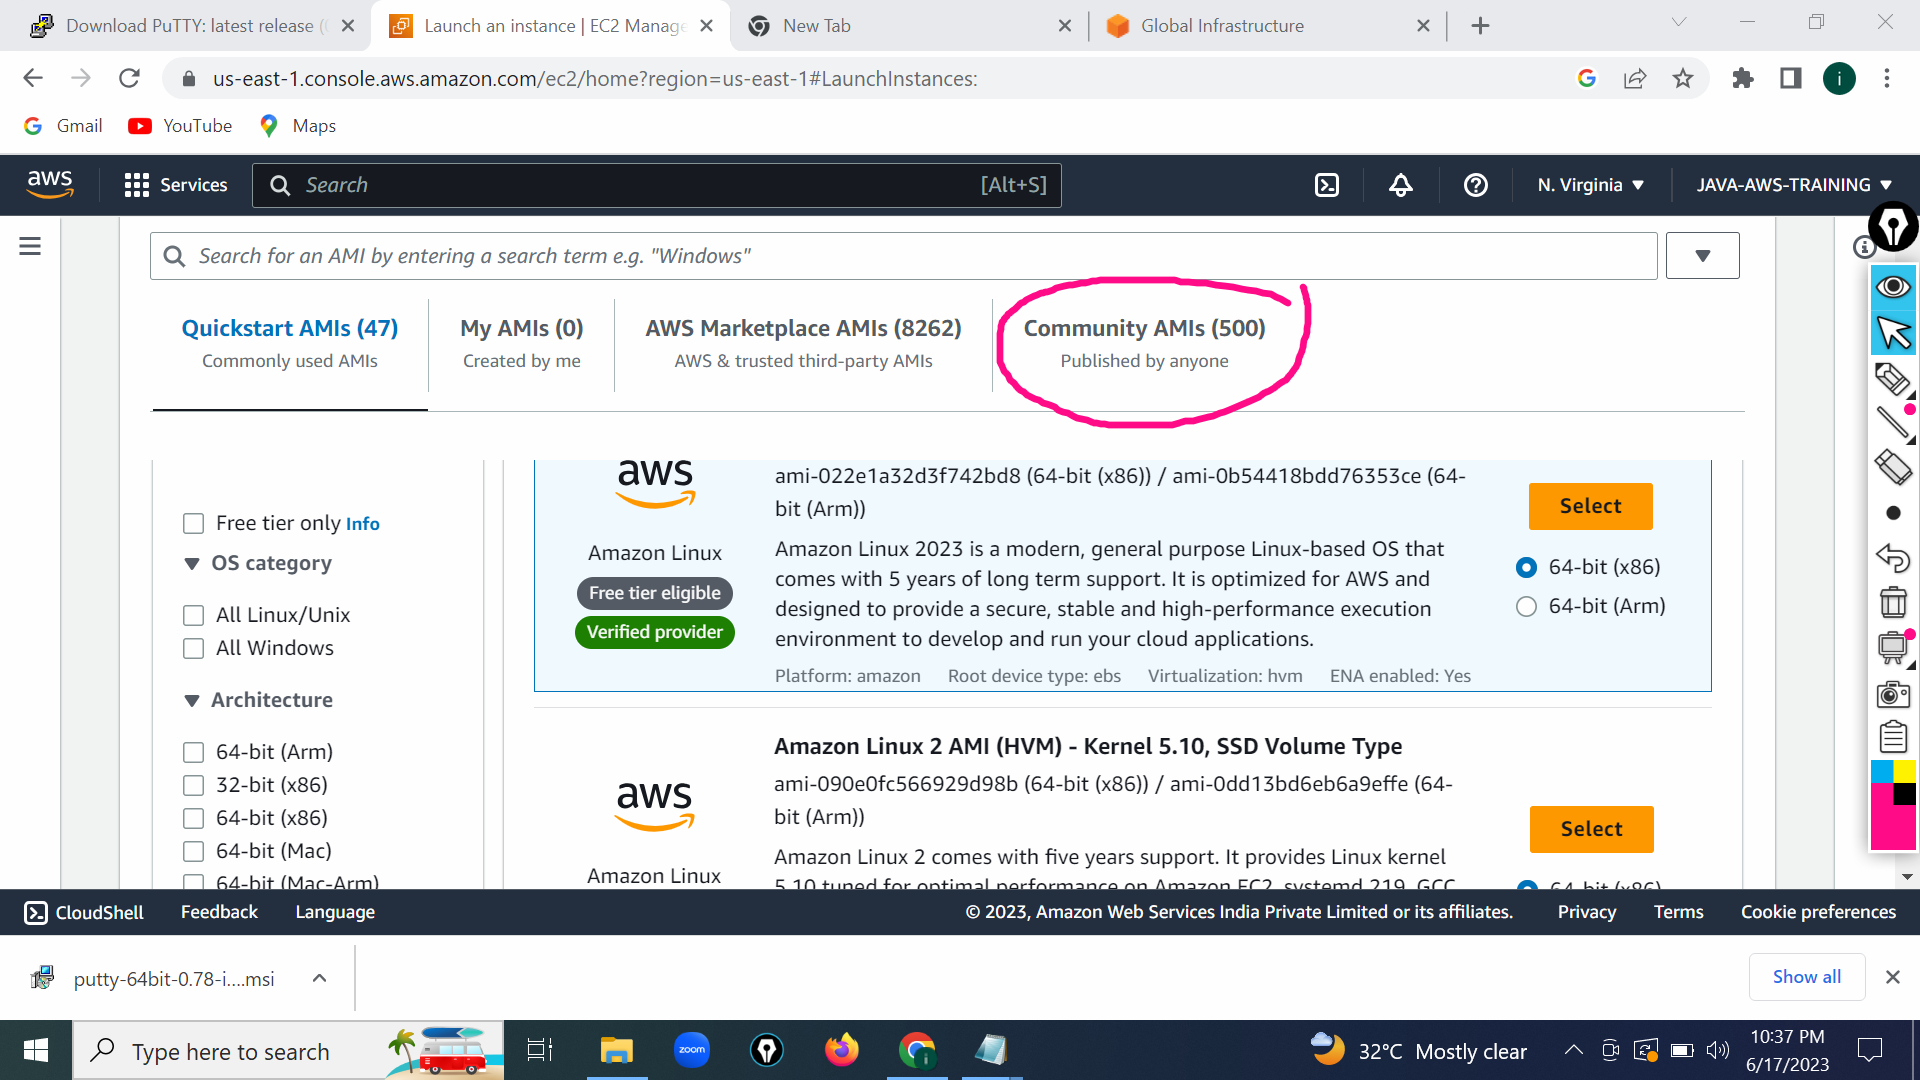 Download PuTTY: latest release (
Launch an instance | EC2 Manage
New Tab
Global Infrastructure
us-east-1.console.aws.amazon.com/ec2/home?region=us-east-1#LaunchInstances:
i
Gmail
YouTube
Maps
aws
Services
Search
[Alt+S]
N. Virginia
JAVA-AWS-TRAINING
Search for an AMI by entering a search term e.g. "Windows"
Quickstart AMIs (47)
Commonly used AMIs
My AMIs (0)
Created by me
AWS Marketplace AMIs (8262)
AWS & trusted third-party AMIs
Community AMIs (500)
Published by anyone
Free tier only Info
OS category
All Linux/Unix
All Windows
Architecture
64-bit (Arm)
32-bit (x86)
64-bit (x86)
64-bit (Mac)
64-bit (Mac-Arm)
aws
Amazon Linux
Free tier eligible
Verified provider
ami-022e1a32d3f742bd8 (64-bit (x86)) / ami-0b54418bdd76353ce (64-
bit (Arm))
Amazon Linux 2023 is a modern, general purpose Linux-based OS that
comes with 5 years of long term support. It is optimized for AWS and
designed to provide a secure, stable and high-performance execution
environment to develop and run your cloud applications.
Platform: amazon Root device type: ebs Virtualization: hvm ENA enabled: Yes
Select
64-bit (x86)
64-bit (Arm)
aws
Amazon Linux
Amazon Linux 2 AMI (HVM) - Kernel 5.10, SSD Volume Type
ami-090e0fc566929d98b (64-bit (x86)) / ami-0dd13bd6eb6a9effe (64-
bit (Arm))
Amazon Linux 2 comes with five years support. It provides Linux kernel
5.10 tuned for optimal performance on Amazon EC2, systemd 219, GCC
Select
64-bit (x86)
CloudShell
Feedback
Language
© 2023, Amazon Web Services India Private Limited or its affiliates.
Privacy
Terms
Cookie preferences
putty-64bit-0.78-i....msi
Show all
Type here to search
zoom
i
32°C Mostly clear
10:37 PM
6/17/2023